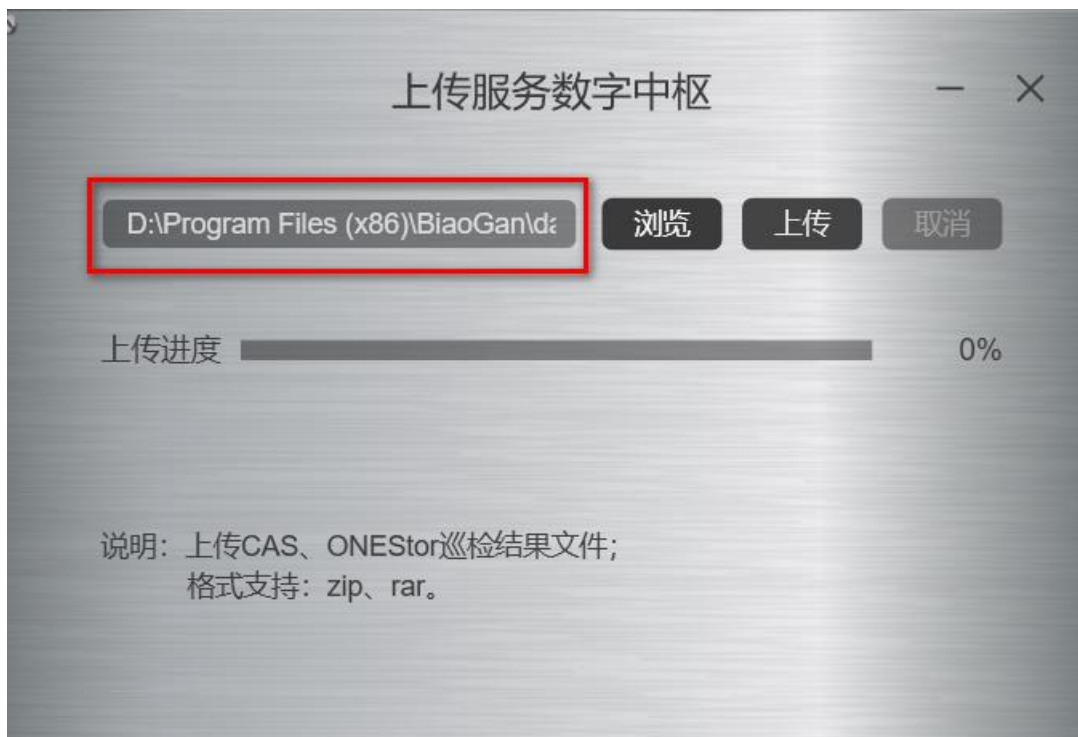 上传服务数字中枢
D:\Program Files (x86)\BiaoGan\da
浏览
上传
取消
上传进度
0%
说明：上传CAS、ONEStor巡检结果文件；
格式支持：zip、rar。